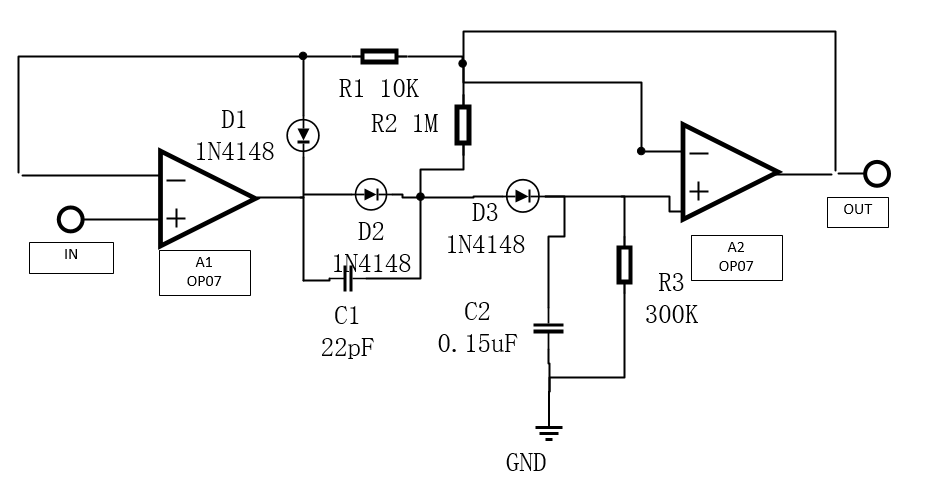 R1 10K
D1
1N4148
R2 1M
IN
A1
OP07
D2
1N4148
C1
22pF
D3
1N4148
C2
0.15uF
R3
300K
A2
OP07
OUT
GND